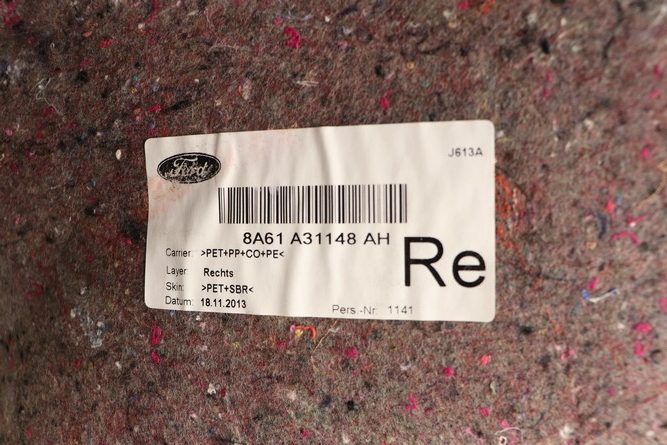 Ford
J613A
8A61 A31148 AH
Carrier: >PET+PP+CO+PE<
Layer: Rechts
Skin: >PET+SBR<
Datum: 18.11.2013
Re
Pers.-Nr: 1141